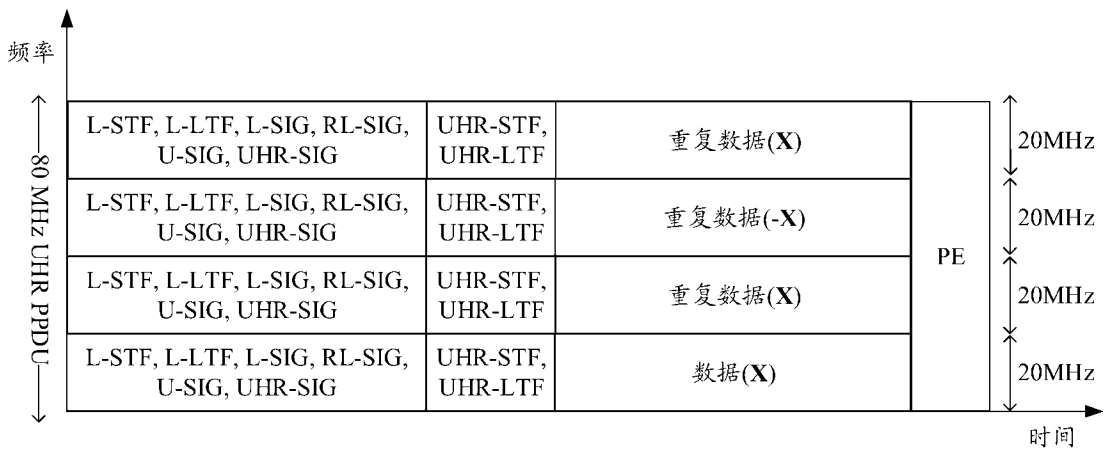 频率
80 MHz UHR PPDU
L-STF, L-LTF, L-SIG, RL-SIG,
U-SIG, UHR-SIG
UHR-STF,
UHR-LTF
重复数据(X)
20MHz
L-STF, L-LTF, L-SIG, RL-SIG,
U-SIG, UHR-SIG
UHR-STF,
UHR-LTF
重复数据(-X)
20MHz
PE
L-STF, L-LTF, L-SIG, RL-SIG,
U-SIG, UHR-SIG
UHR-STF,
UHR-LTF
重复数据(X)
20MHz
L-STF, L-LTF, L-SIG, RL-SIG,
U-SIG, UHR-SIG
UHR-STF,
UHR-LTF
数据(X)
20MHz
时间